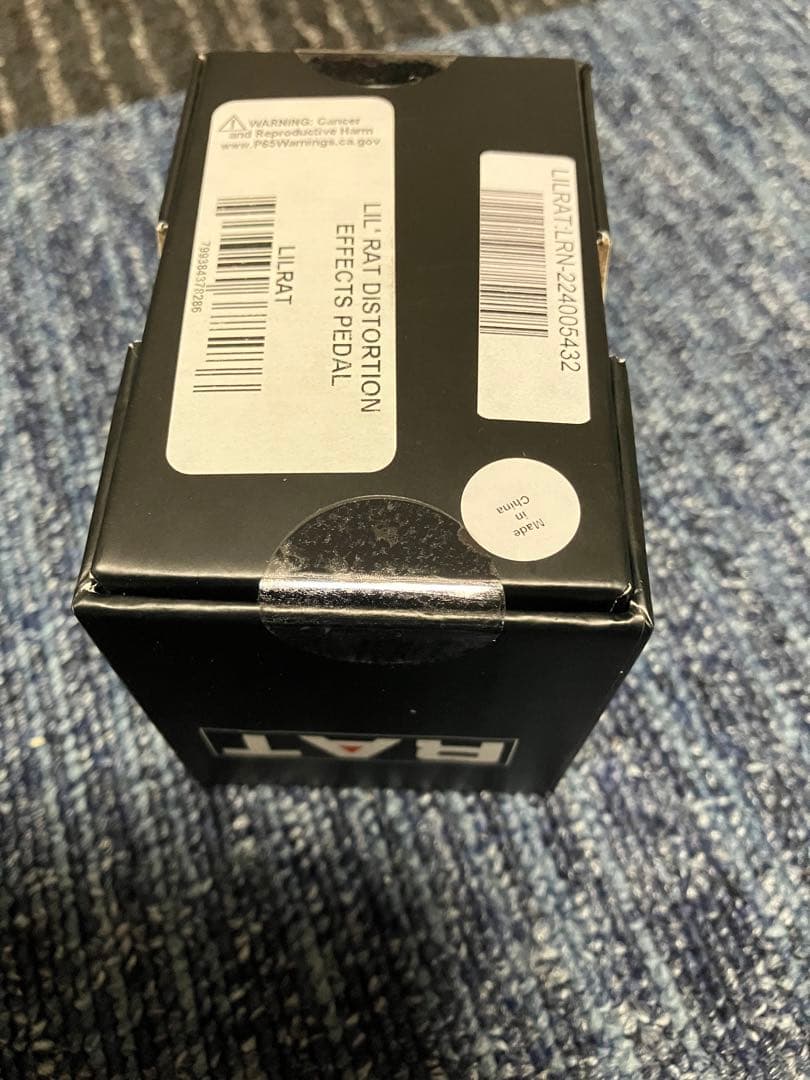 WARNING: Cancer
and Reproductive Harm
www.P65Warnings.ca.gov
LIL' RAT DISTORTION
EFFECTS PEDAL
LILRAT
799384378286
LILRAT:LRN-224005432
Made
in
China
RAT